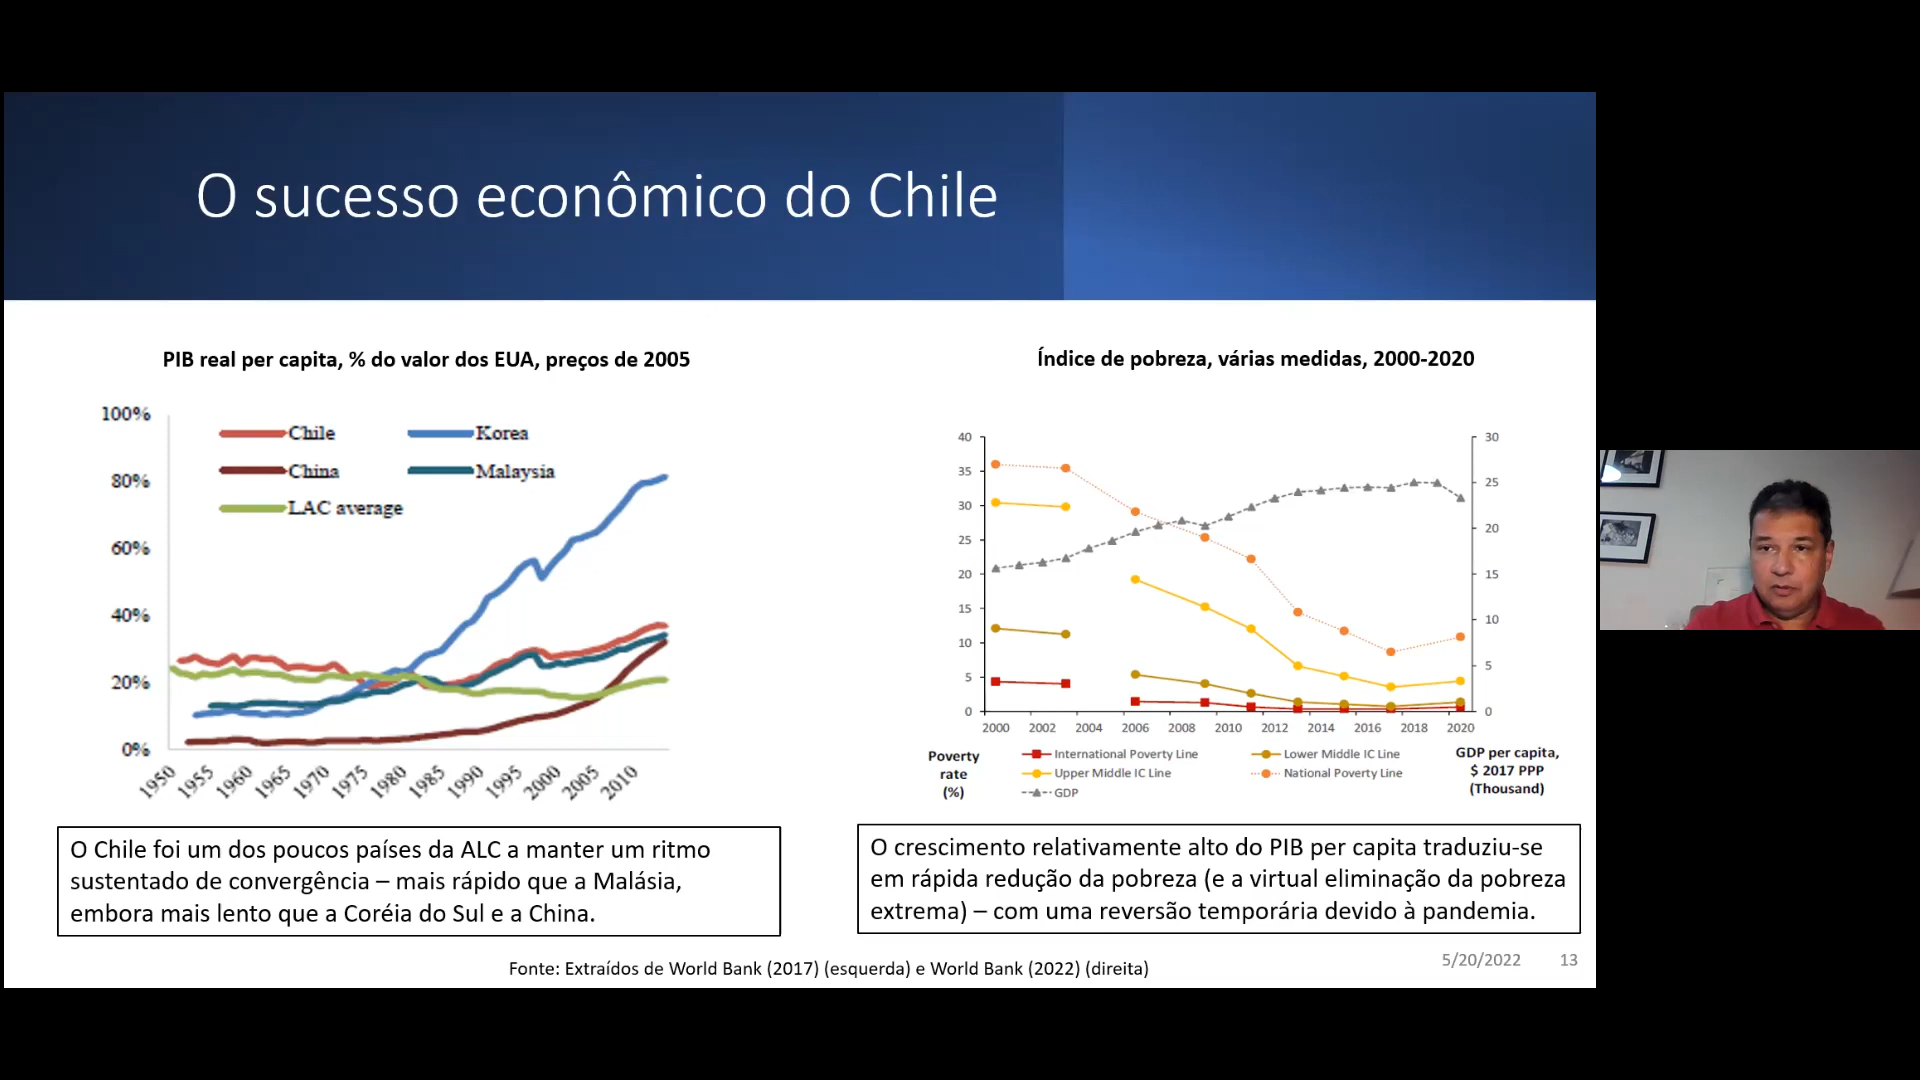 O sucesso econômico do Chile
PIB real per capita, % do valor dos EUA, preços de 2005
100%
80%
60%
40%
20%
0%
Chile
Korea
China
Malaysia
LAC average
1950
1955
1960
1965
1970
1975
1980
1985
1990
1995
2000
2005
2010
O Chile foi um dos poucos países da ALC a manter um ritmo
sustentado de convergência – mais rápido que a Malásia,
embora mais lento que a Coréia do Sul e a China.
Índice de pobreza, várias medidas, 2000-2020
40
35
30
25
20
15
10
5
0
30
25
20
15
10
5
0
2000 2002 2004 2006 2008 2010 2012 2014 2016 2018 2020
Poverty
rate
(%)
International Poverty Line
Lower Middle IC Line
Upper Middle IC Line
National Poverty Line
GDP
GDP per capita,
$ 2017 PPP
(Thousand)
O crescimento relativamente alto do PIB per capita traduziu-se
em rápida redução da pobreza (e a virtual eliminação da pobreza
extrema) – com uma reversão temporária devido à pandemia.
Fonte: Extraídos de World Bank (2017) (esquerda) e World Bank (2022) (direita)
5/20/2022 13